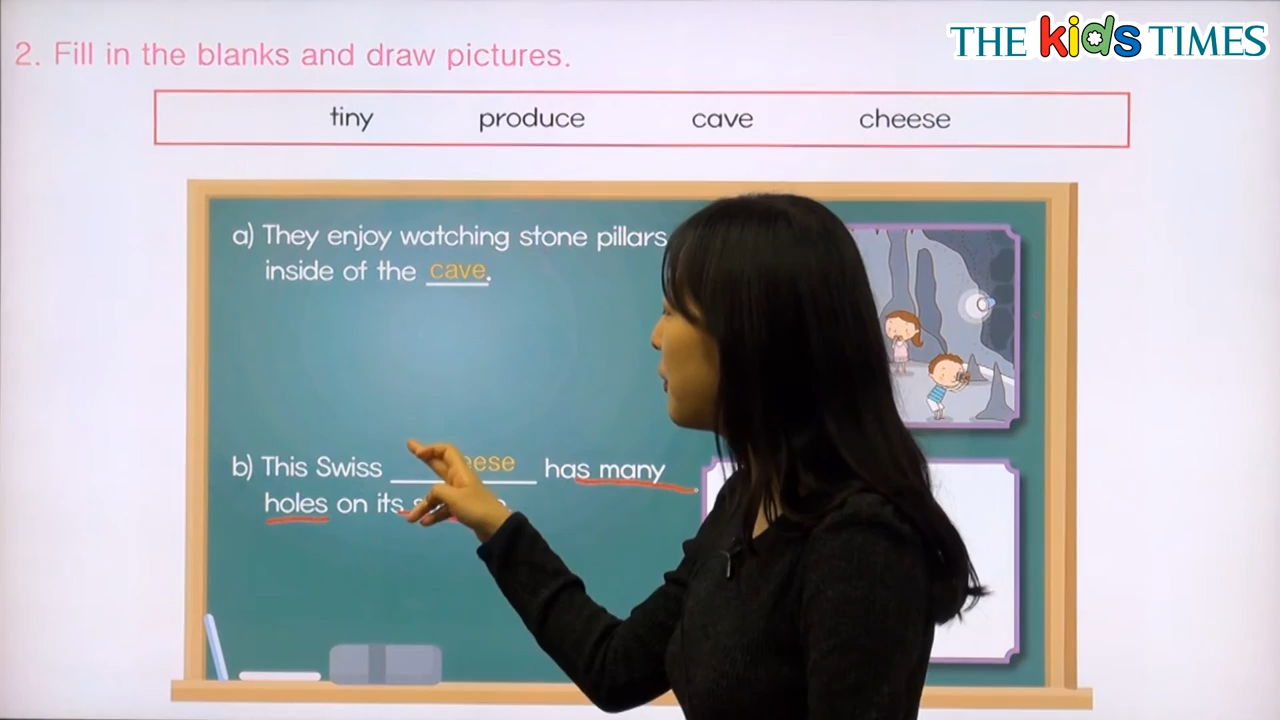 THE kids TIMES
2. Fill in the blanks and draw pictures.
tiny produce cave cheese
a) They enjoy watching stone pillars
inside of the cave.
b) This Swiss has many
holes on its